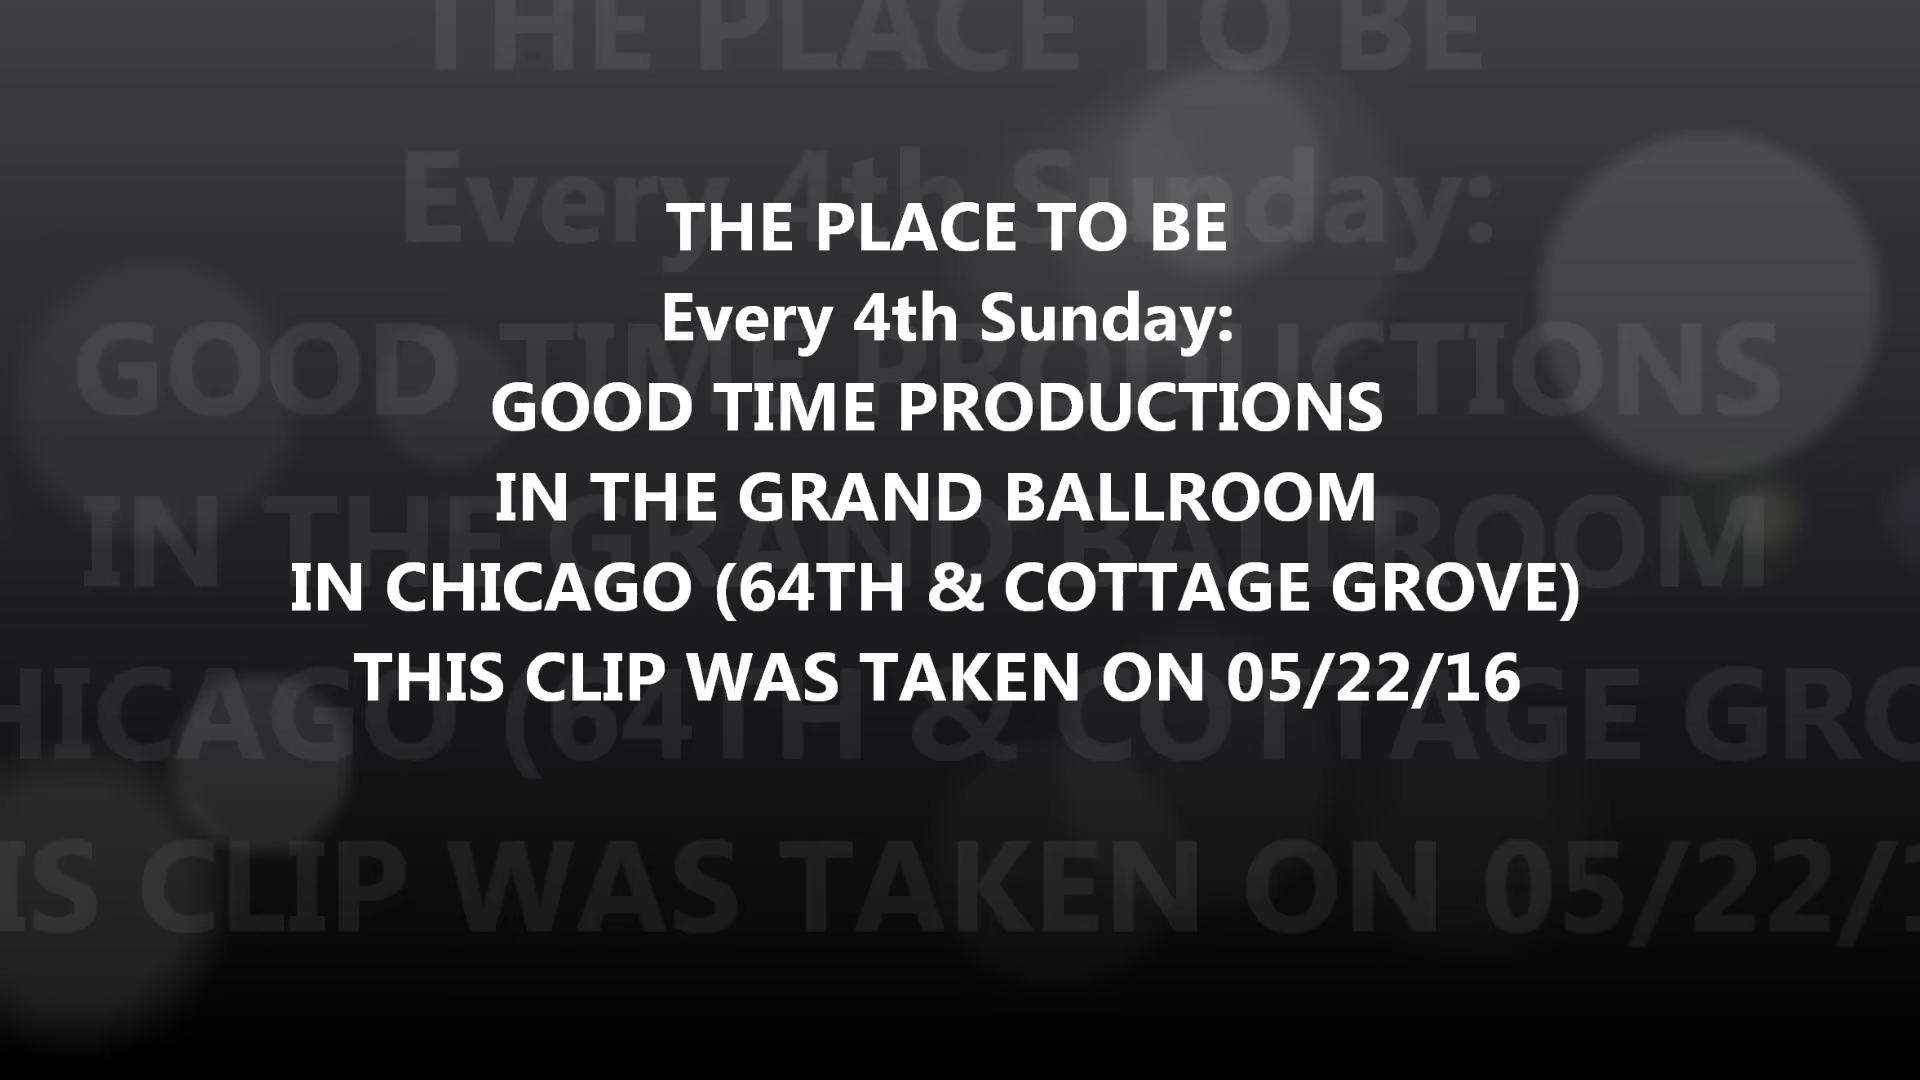 THE PLACE TO BE
Every 4th Sunday:
GOOD TIME PRODUCTIONS
IN THE GRAND BALLROOM
IN CHICAGO (64TH & COTTAGE GROVE)
THIS CLIP WAS TAKEN ON 05/22/16